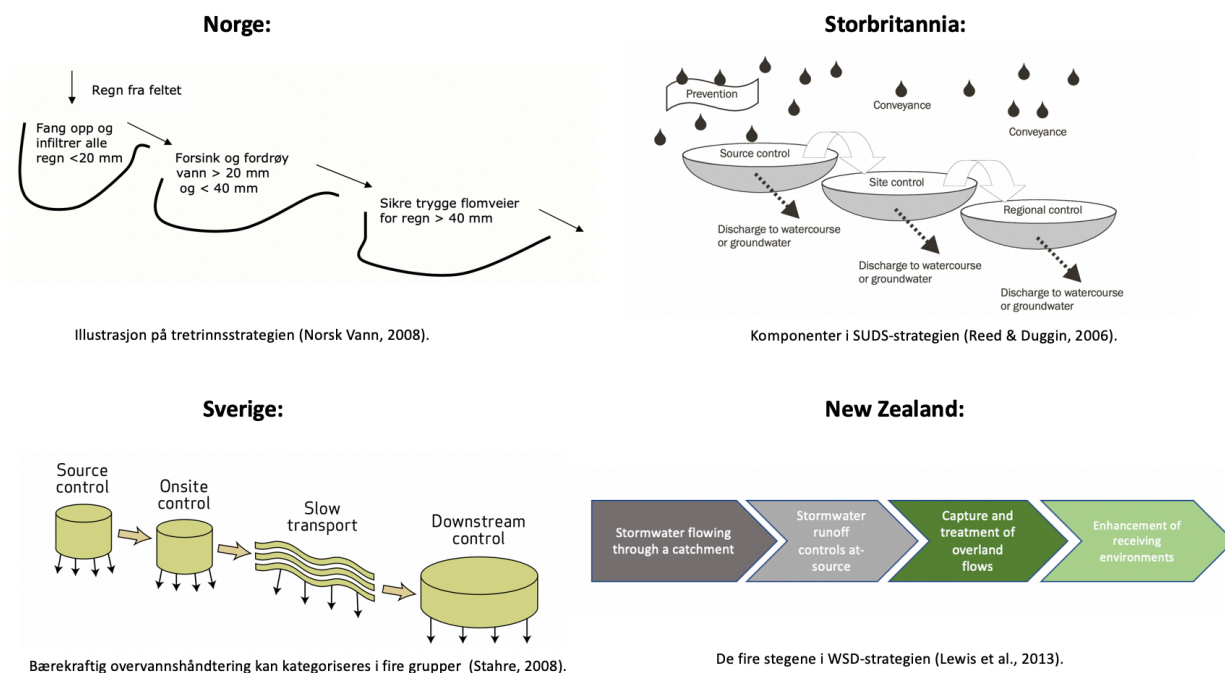 Norge:
Regn fra feltet
Fang opp og
infiltrer alle
regn <20 mm
Forsink og fordrøy
vann > 20 mm
og < 40 mm
Sikre trygge flomveier
for regn > 40 mm
Illustrasjon på tretrinnsstrategien (Norsk Vann, 2008).
Storbritannia:
Prevention
Conveyance
Conveyance
Source control
Site control
Regional control
Discharge to watercourse
or groundwater
Discharge to watercourse
or groundwater
Discharge to watercourse
or groundwater
Komponenter i SUDS-strategien (Reed & Duggin, 2006).
Sverige:
Source
control
Onsite
control
Slow
transport
Downstream
control
Bærekraftig overvannshåndtering kan kategoriseres i fire grupper (Stahre, 2008).
New Zealand:
Stormwater flowing
through a catchment
Stormwater
runoff
controls at-
source
Capture and
treatment of
overland
flows
Enhancement of
receiving
environments
De fire stegene i WSD-strategien (Lewis et al., 2013).